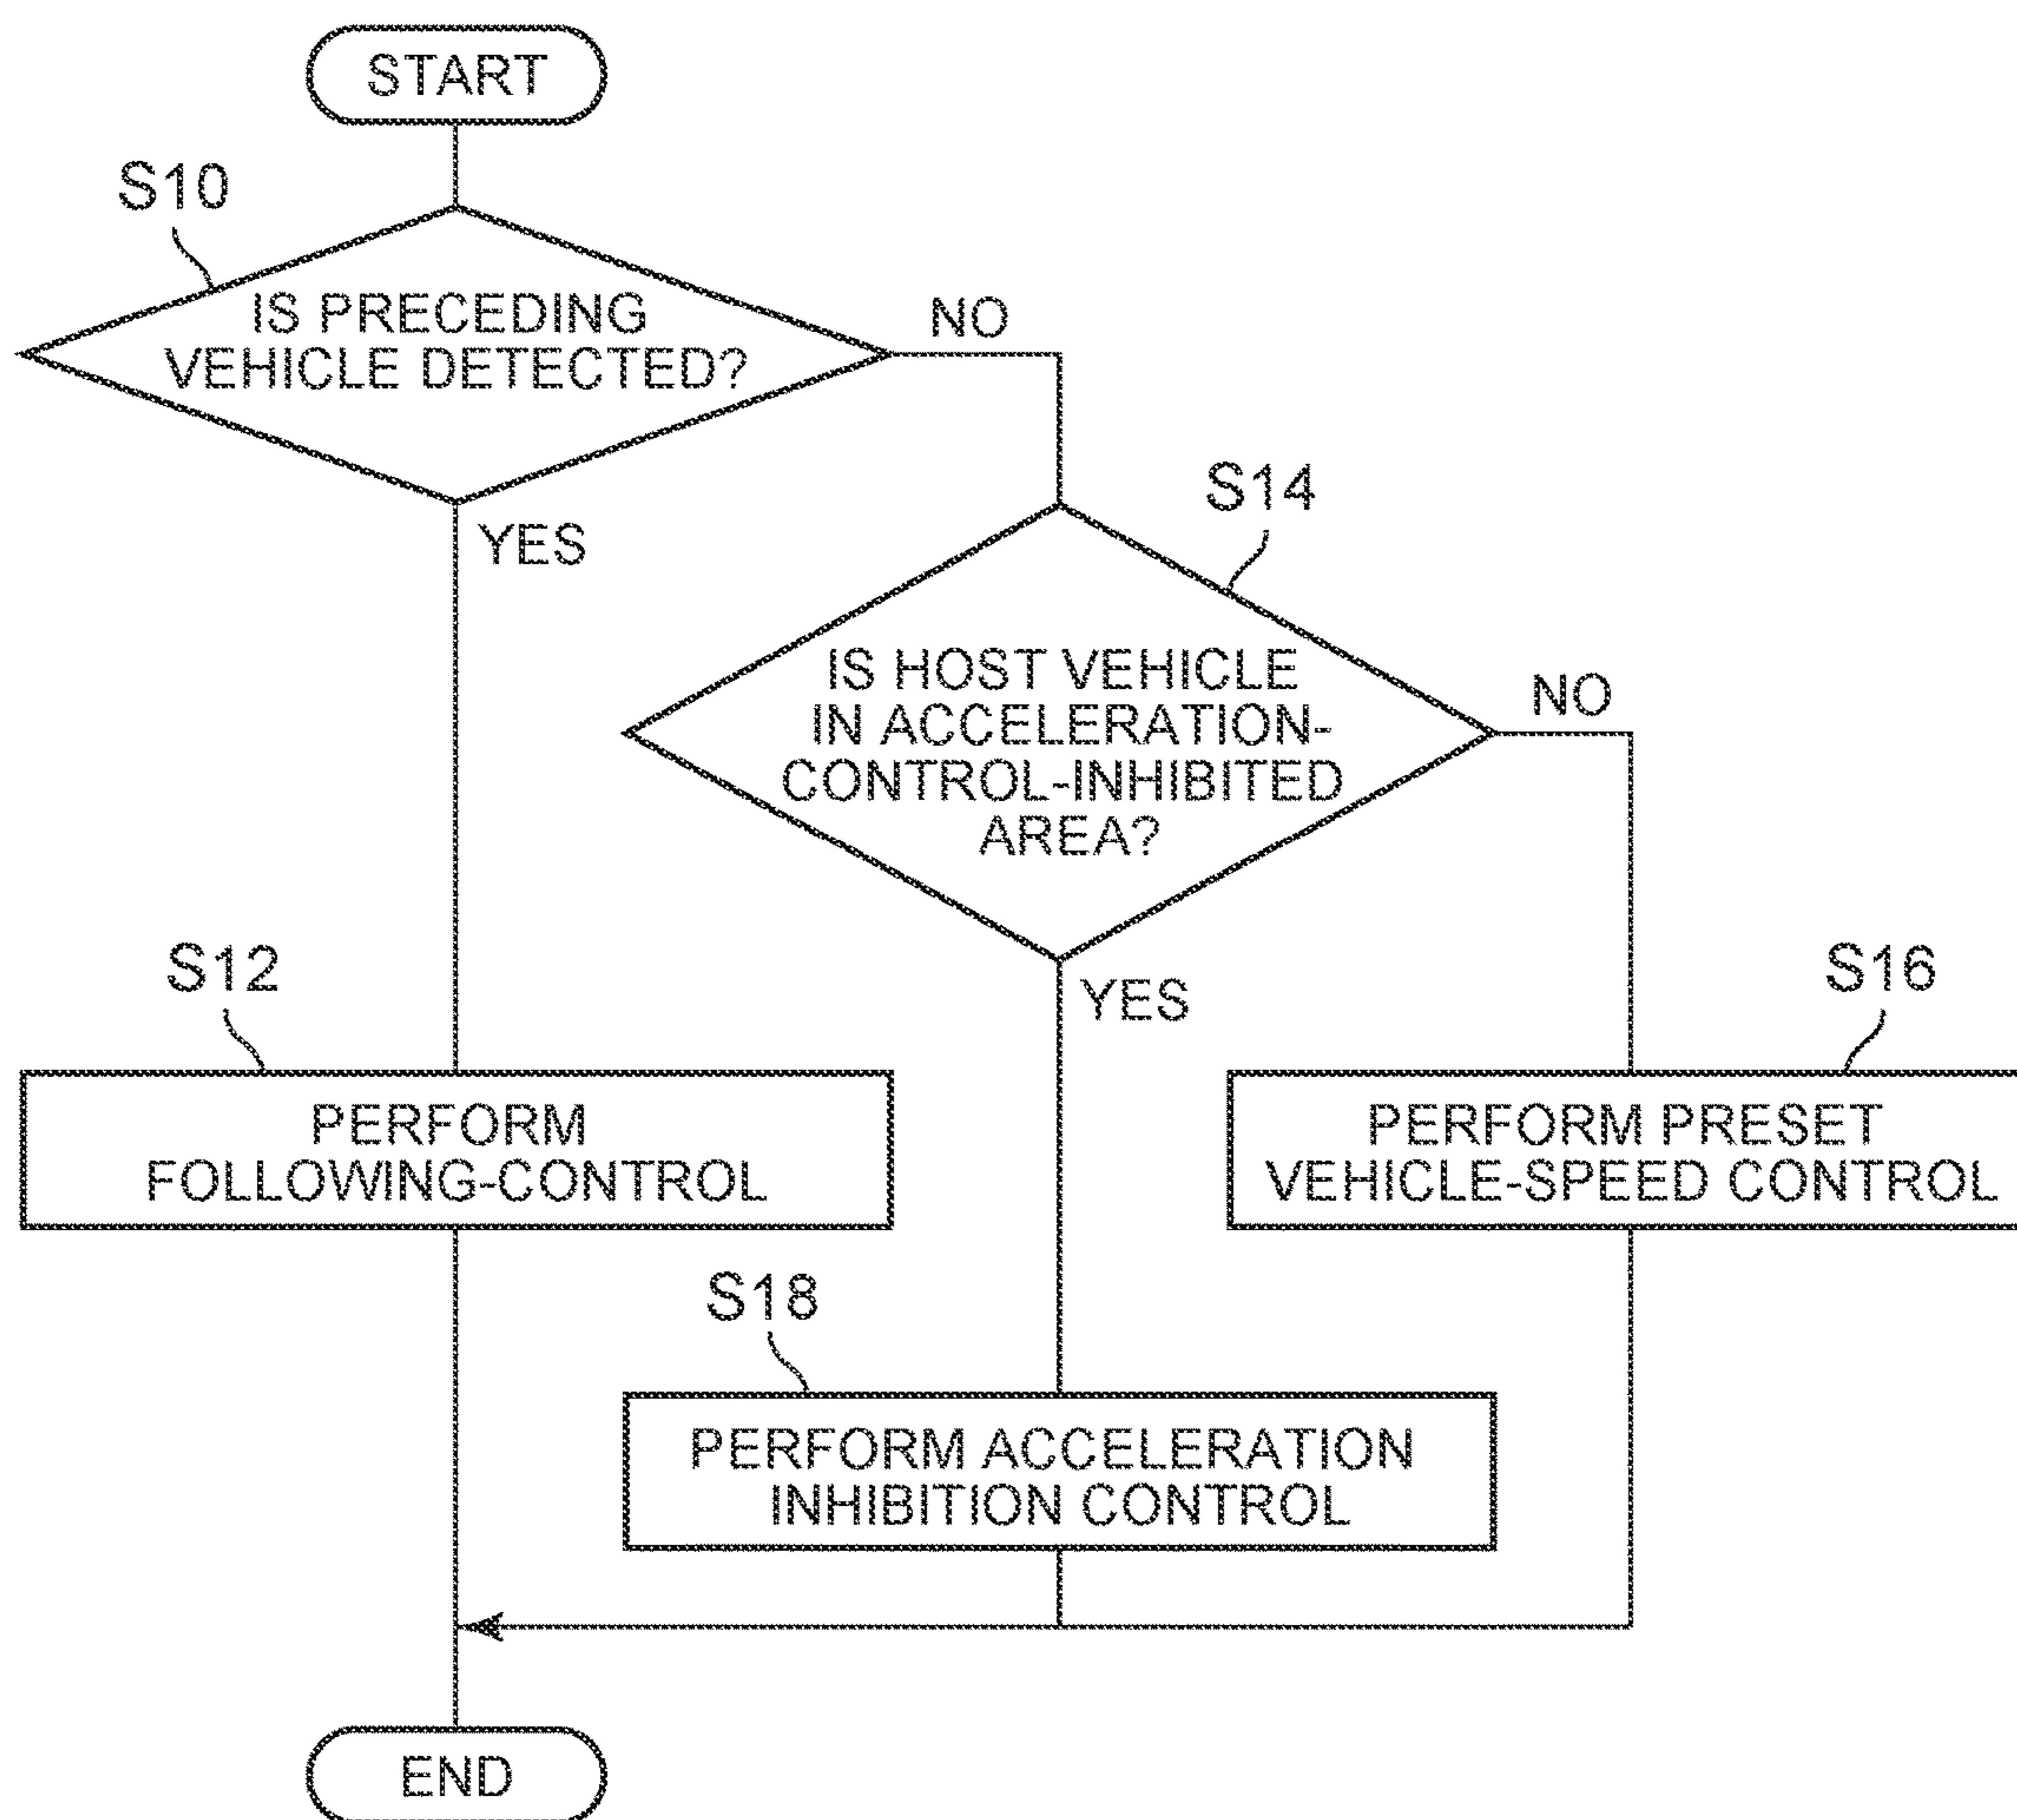 START
S10
IS PRECEDING
VEHICLE DETECTED?
NO
YES
S14
IS HOST VEHICLE
IN ACCELERATION-
CONTROL-INHIBITED
AREA?
NO
YES
S12
PERFORM
FOLLOWING-CONTROL
S16
PERFORM PRESET
VEHICLE-SPEED CONTROL
S18
PERFORM ACCELERATION
INHIBITION CONTROL
END